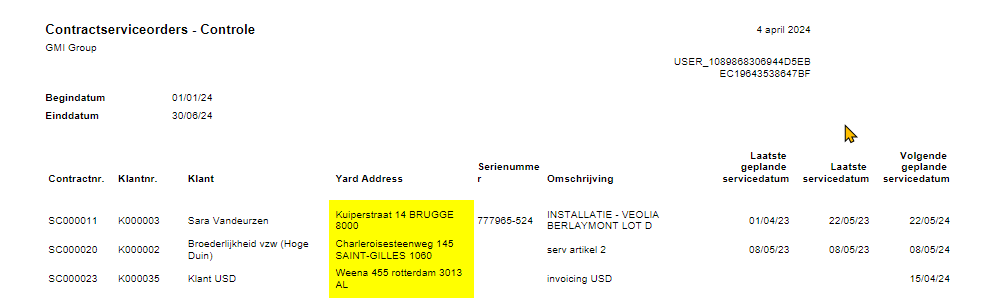 Contractserviceorders - Controle
4 april 2024
GMI Group
USER_1089868306944D5EB
EC19643538647BF
Begindatum 01/01/24
Einddatum 30/06/24
Contractnr. Klantnr. Klant Yard Address Serienumme
r Omschrijving Laatste
geplande
servicedatum Laatste
servicedatum Volgende
geplande
servicedatum
SC000011 K000003 Sara Vandeurzen Kuiperstraat 14 BRUGGE
8000 777965-524 INSTALLATIE - VEOLIA
BERLAYMONT LOT D 01/04/23 22/05/23 22/05/24
SC000020 K000002 Broederlijkheid vzw (Hoge
Duin) Charleroisesteenweg 145
SAINT-GILLES 1060 serv artikel 2 08/05/23 08/05/23 08/05/24
SC000023 K000035 Klant USD Weena 455 rotterdam 3013
AL invoicing USD 15/04/24